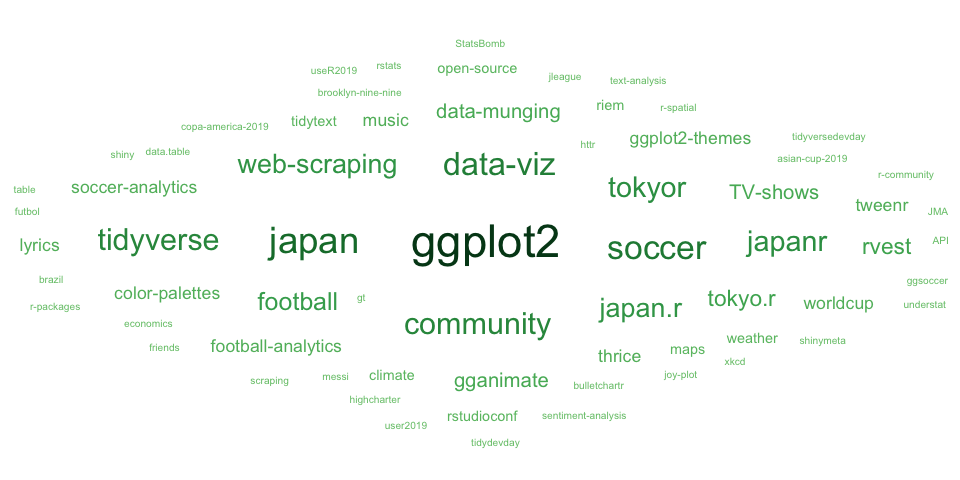 StatsBomb
useR2019
rstats
open-source
jleague
text-analysis
brooklyn-nine-nine
copa-america-2019
tidytext
music
data-munging
riem
r-spatial
shiny
data.table
web-scraping
data-viz
httr
ggplot2-themes
tidyversedevday
asian-cup-2019
table
soccer-analytics
tokyor
TV-shows
r-community
futbol
tweenr
JMA
lyrics
tidyverse
japan
ggplot2
soccer
japanr
rvest
API
brazil
color-palettes
football
gt
japan.r
tokyo.r
worldcup
ggsoccer
r-packages
understat
economics
community
friends
football-analytics
thrice
maps
weather
shinymeta
xkcd
scraping
messi
climate
gganimate
bulletchartr
joy-plot
highcharter
user2019
rstudioconf
sentiment-analysis
tidydevday